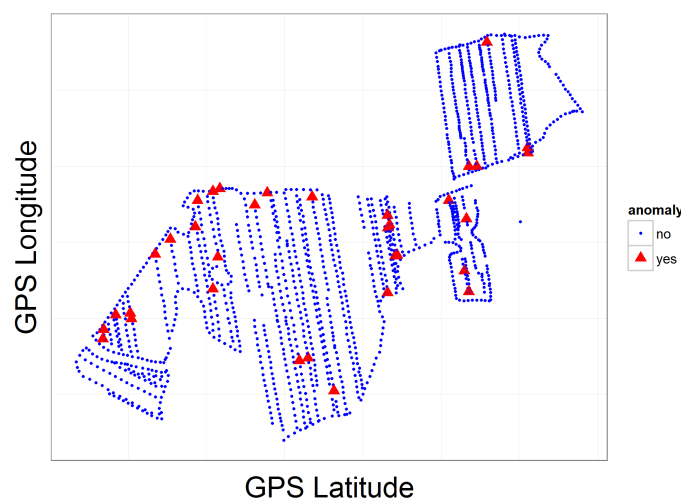 GPS Longitude
anomaly
no
yes
GPS Latitude